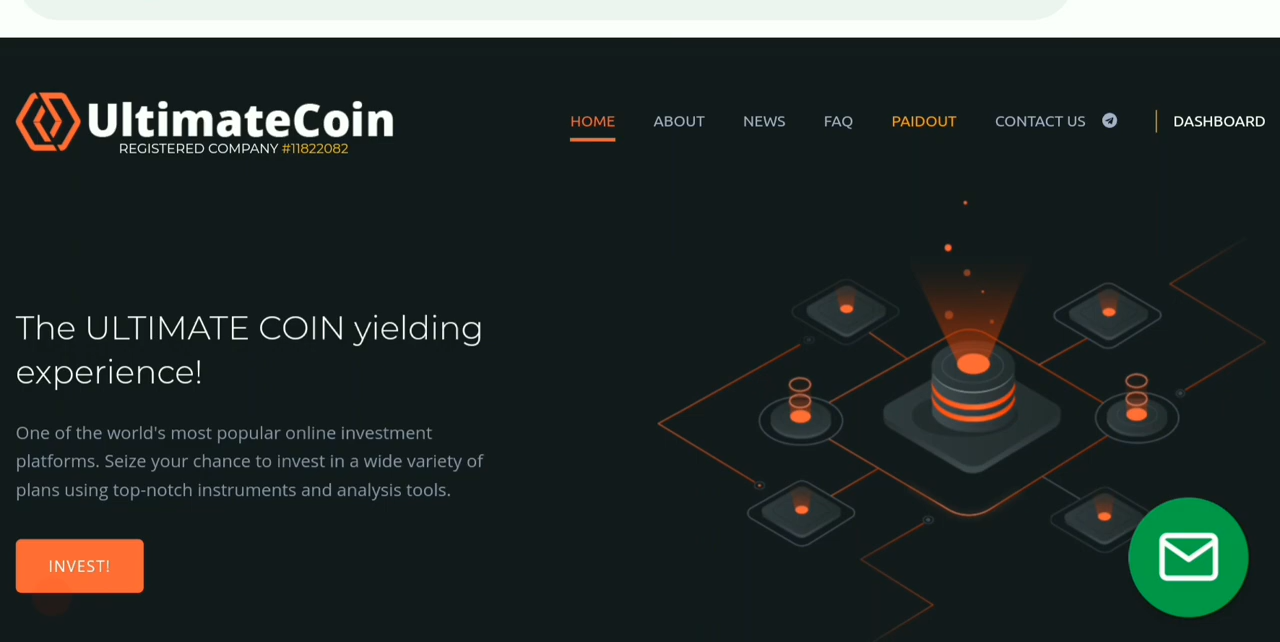 UltimateCoin
REGISTERED COMPANY #11822082
HOME ABOUT NEWS FAQ PAIDOUT CONTACT US DASHBOARD
The ULTIMATE COIN yielding
experience!
One of the world's most popular online investment
platforms. Seize your chance to invest in a wide variety of
plans using top-notch instruments and analysis tools.
INVEST!